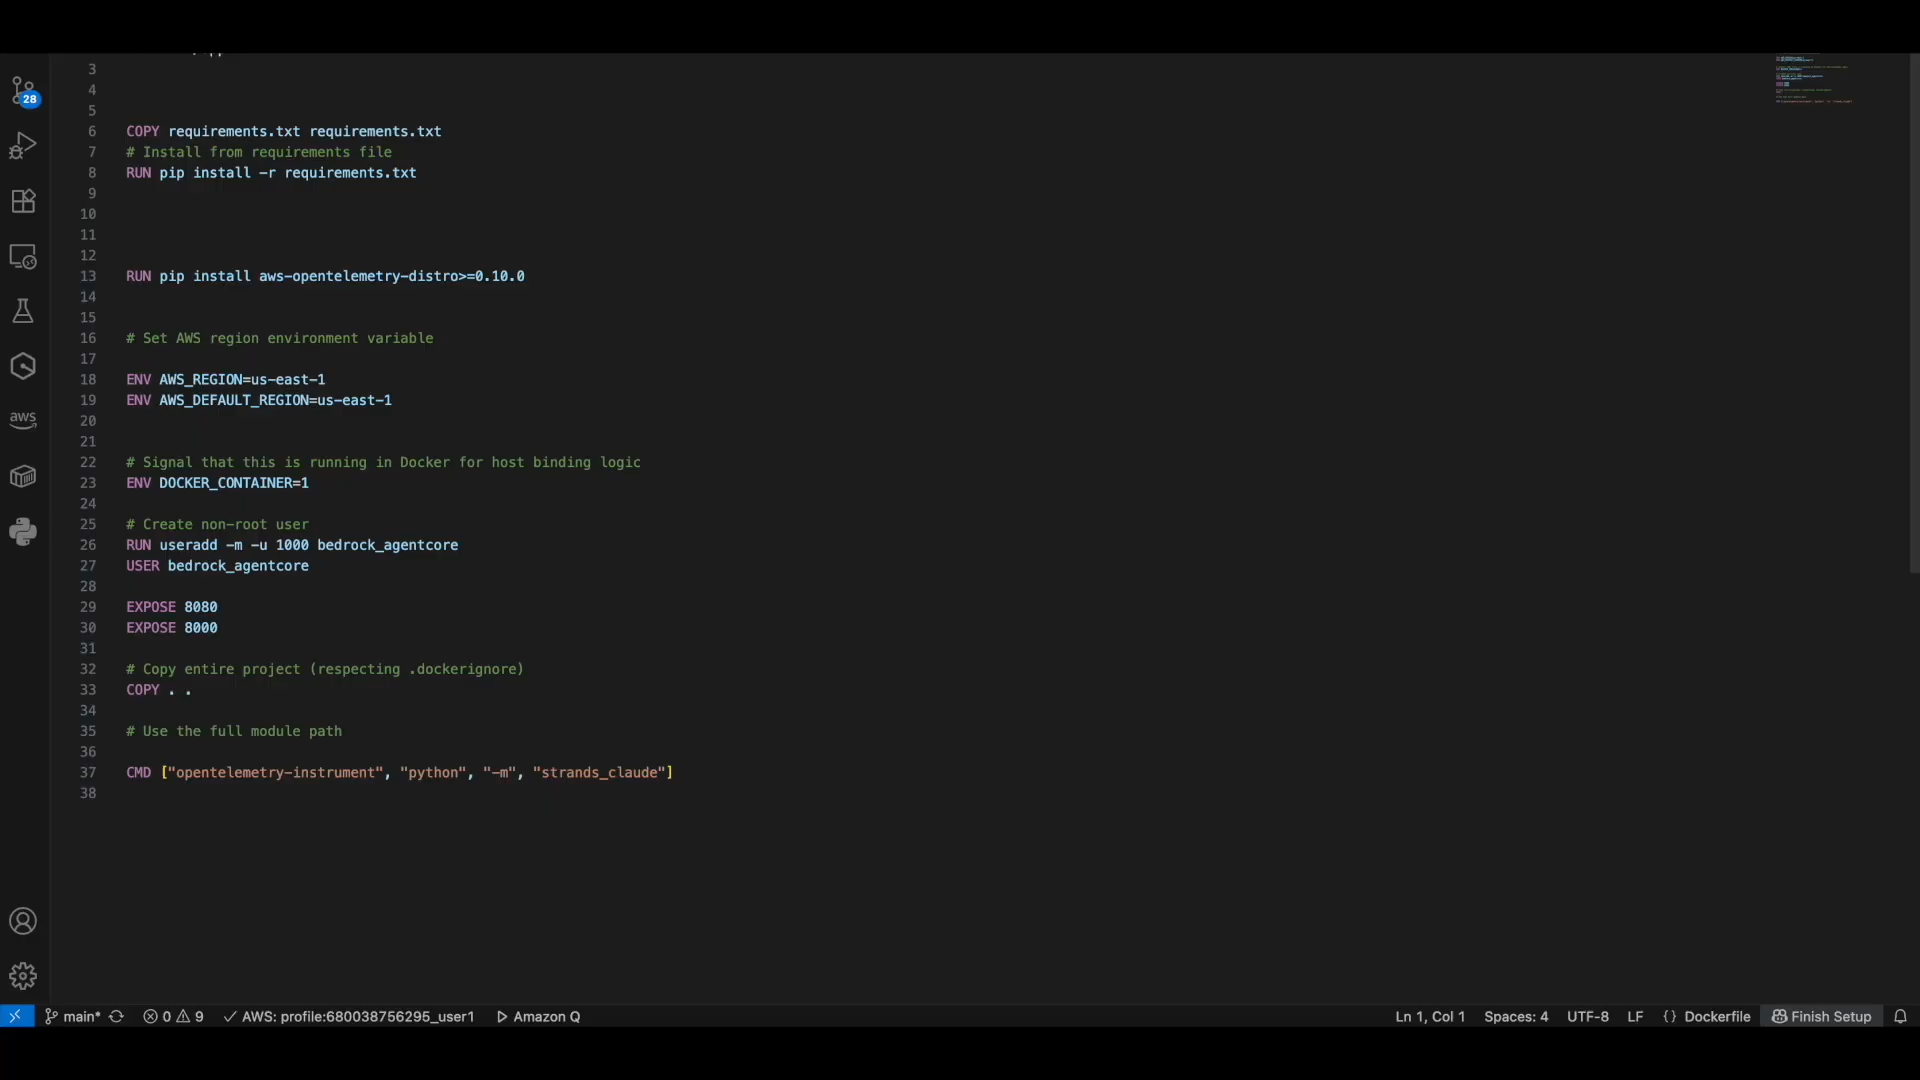 3
4
5
6 COPY requirements.txt requirements.txt
7 # Install from requirements file
8 RUN pip install -r requirements.txt
9
10
11
12
13 RUN pip install aws-opentelemetry-distro>=0.10.0
14
15
16 # Set AWS region environment variable
17
18 ENV AWS_REGION=us-east-1
19 ENV AWS_DEFAULT_REGION=us-east-1
20
21
22 # Signal that this is running in Docker for host binding logic
23 ENV DOCKER_CONTAINER=1
24
25 # Create non-root user
26 RUN useradd -m -u 1000 bedrock_agentcore
27 USER bedrock_agentcore
28
29 EXPOSE 8080
30 EXPOSE 8000
31
32 # Copy entire project (respecting .dockerignore)
33 COPY . .
34
35 # Use the full module path
36
37 CMD ["opentelemetry-instrument", "python", "-m", "strands_claude"]
38
28
aws
main* 0 9 AWS: profile:680038756295_user1 Amazon Q Ln 1, Col 1 Spaces: 4 UTF-8 LF {} Dockerfile Finish Setup